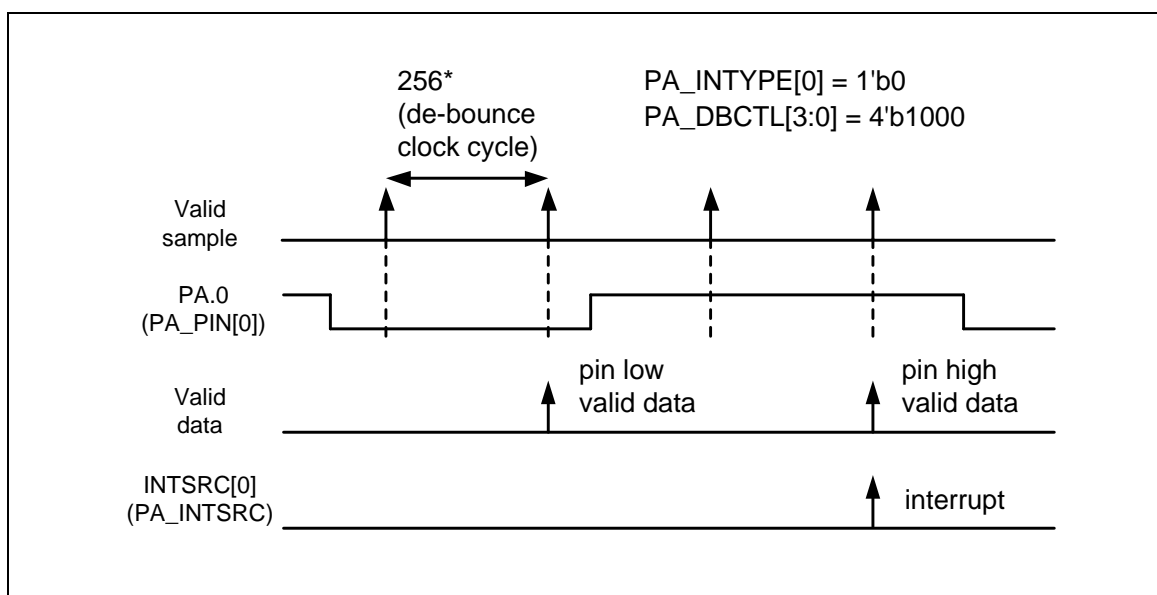 256*
(de-bounce
clock cycle)
PA_INTYPE[0] = 1'b0
PA_DBCTL[3:0] = 4'b1000
Valid
sample
PA.0
(PA_PIN[0])
Valid
data
pin low
valid data
pin high
valid data
INTSRC[0]
(PA_INTSRC)
interrupt